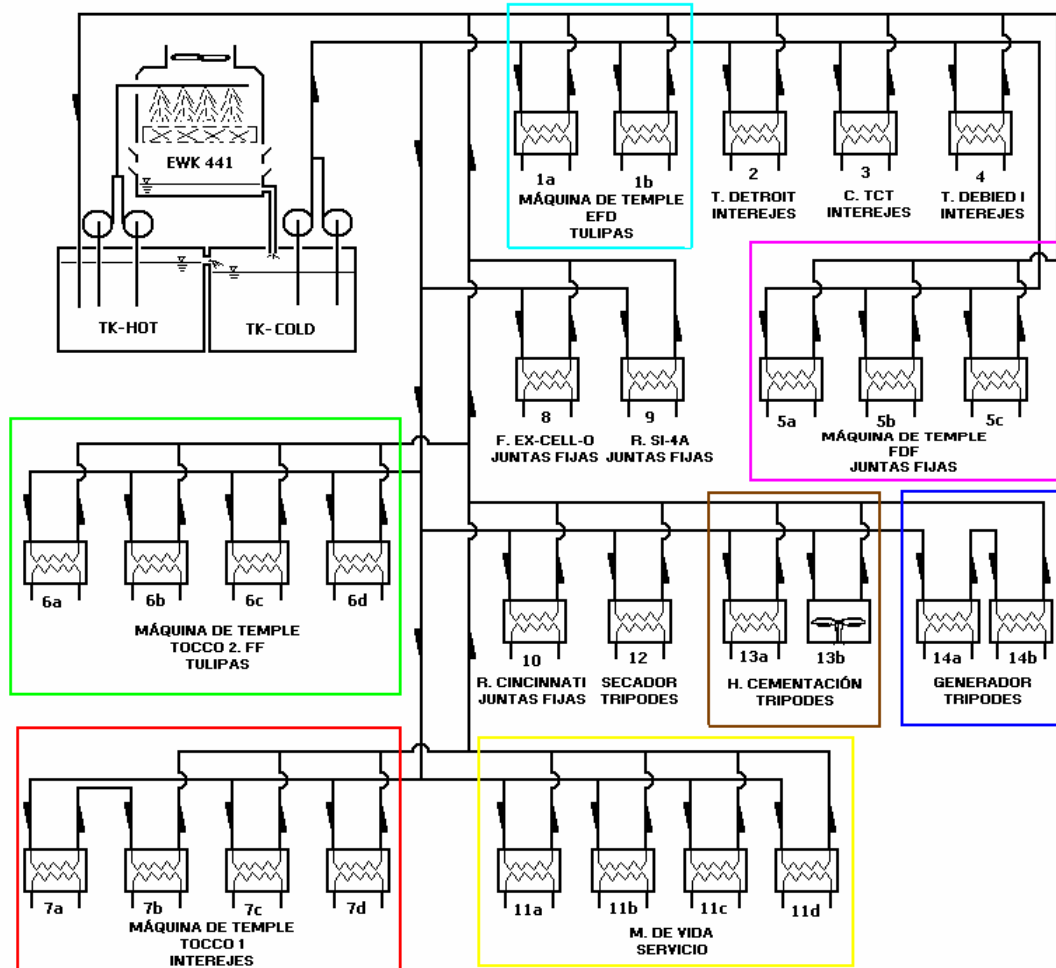 EWK 441
TK-HOT
TK-COLD
1a
1b
MÁQUINA DE TEMPLE
EFD
TULIPAS
2
T. DETROIT
INTEREJES
3
C. TCT
INTEREJES
4
T. DEBIED I
INTEREJES
5a
5b
5c
MÁQUINA DE TEMPLE
FDF
JUNTAS FIJAS
8
F. EX-CELL-O
JUNTAS FIJAS
9
R. SI-4A
JUNTAS FIJAS
6a
6b
6c
6d
MÁQUINA DE TEMPLE
TOCCO 2. FF
TULIPAS
10
R. CINCINNATI
JUNTAS FIJAS
12
SECADOR
TRIPODES
13a
13b
H. CEMENTACIÓN
TRIPODES
14a
14b
GENERADOR
TRIPODES
7a
7b
7c
7d
MÁQUINA DE TEMPLE
TOCCO 1
INTEREJES
11a
11b
11c
11d
M. DE VIDA
SERVICIO